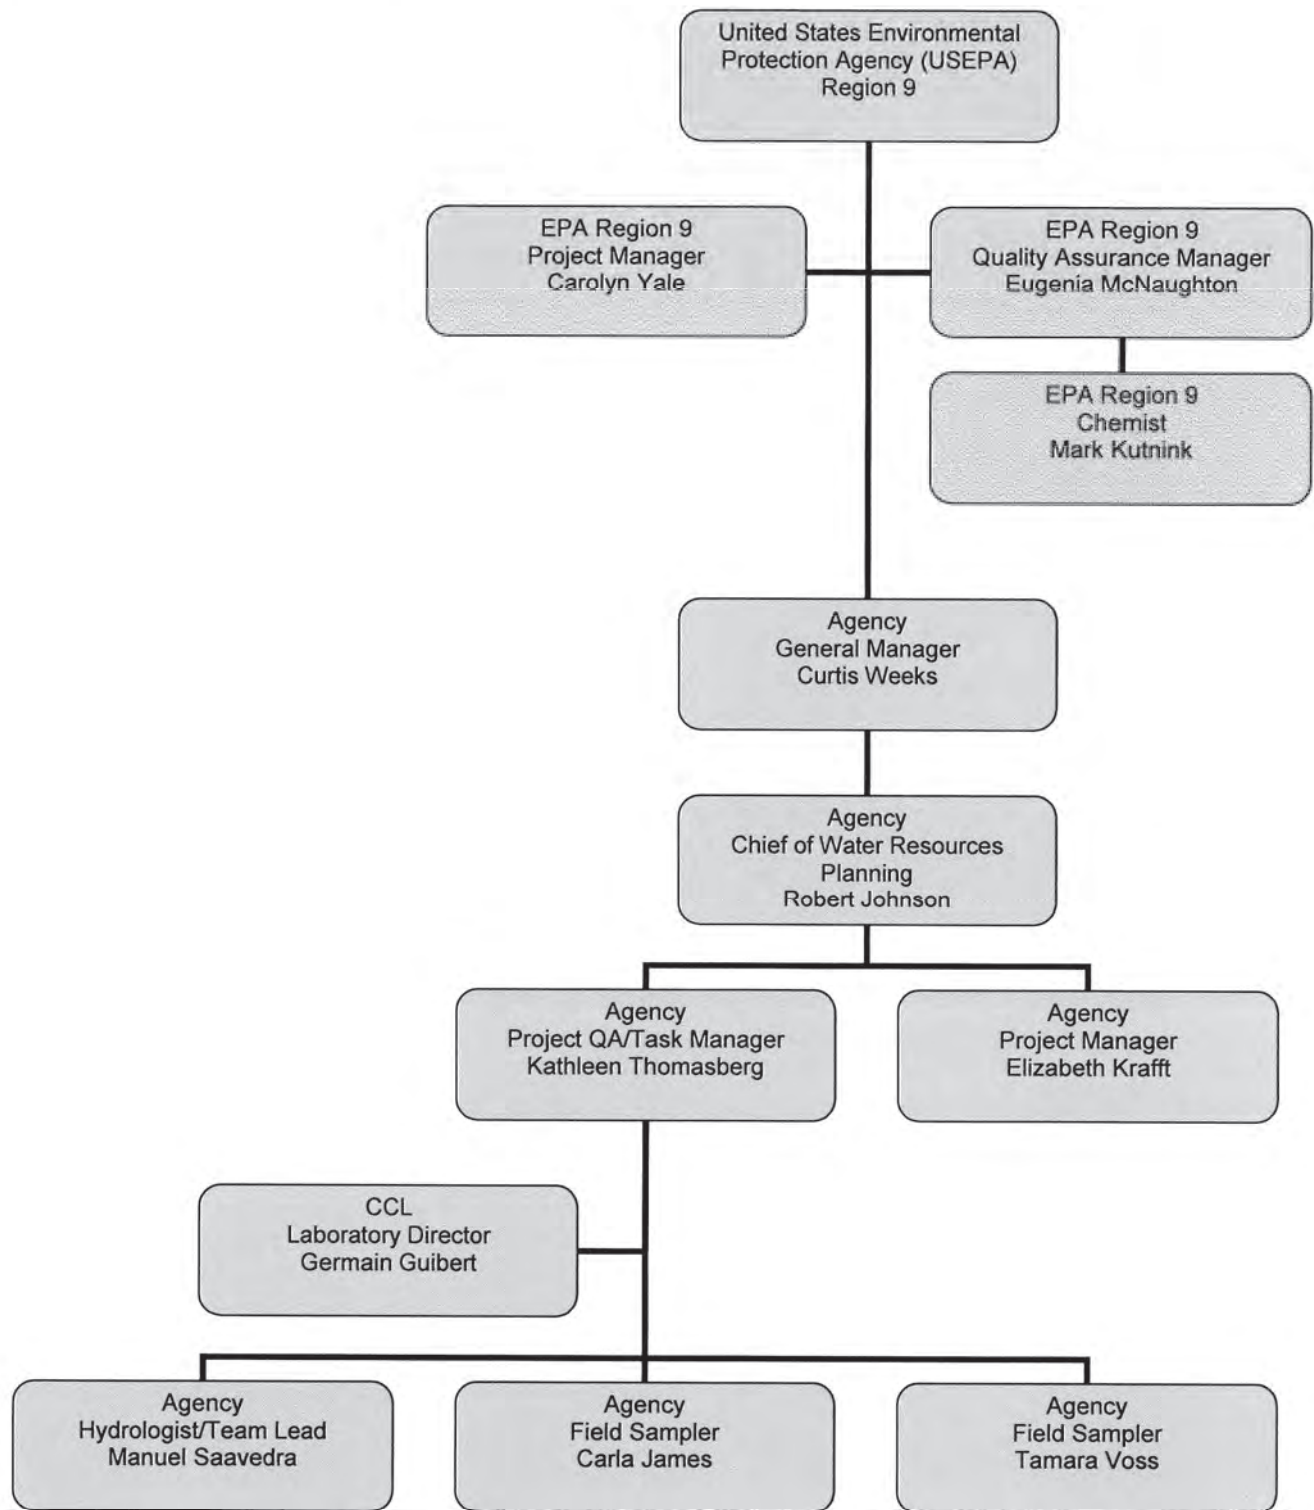 United States Environmental
Protection Agency (USEPA)
Region 9
EPA Region 9
Project Manager
Carolyn Yale
EPA Region 9
Quality Assurance Manager
Eugenia McNaughton
EPA Region 9
Chemist
Mark Kutnink
Agency
General Manager
Curtis Weeks
Agency
Chief of Water Resources
Planning
Robert Johnson
Agency
Project QA/Task Manager
Kathleen Thomasberg
Agency
Project Manager
Elizabeth Krafft
CCL
Laboratory Director
Germain Guibert
Agency
Hydrologist/Team Lead
Manuel Saavedra
Agency
Field Sampler
Carla James
Agency
Field Sampler
Tamara Voss